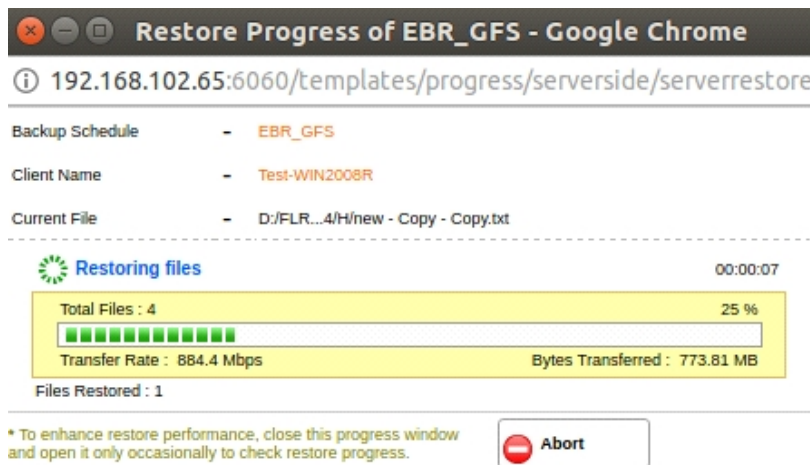 Restore Progress of EBR_GFS - Google Chrome
192.168.102.65:6060/templates/progress/serverside/serverrestore
Backup Schedule - EBR_GFS
Client Name - Test-WIN2008R
Current File - D:/FLR...4/H/new - Copy - Copy.txt
Restoring files 00:00:07
Total Files : 4 25 %
Transfer Rate : 884.4 Mbps Bytes Transferred : 773.81 MB
Files Restored : 1
* To enhance restore performance, close this progress window
and open it only occasionally to check restore progress.
Abort